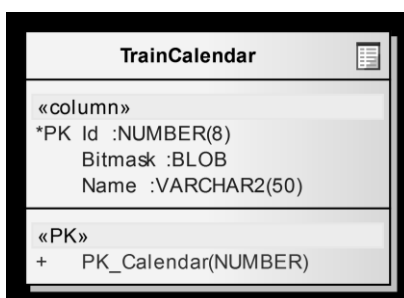 TrainCalendar
«column»
*PK Id :NUMBER(8)
Bitmask :BLOB
Name :VARCHAR2(50)
«PK»
+ PK_Calendar(NUMBER)